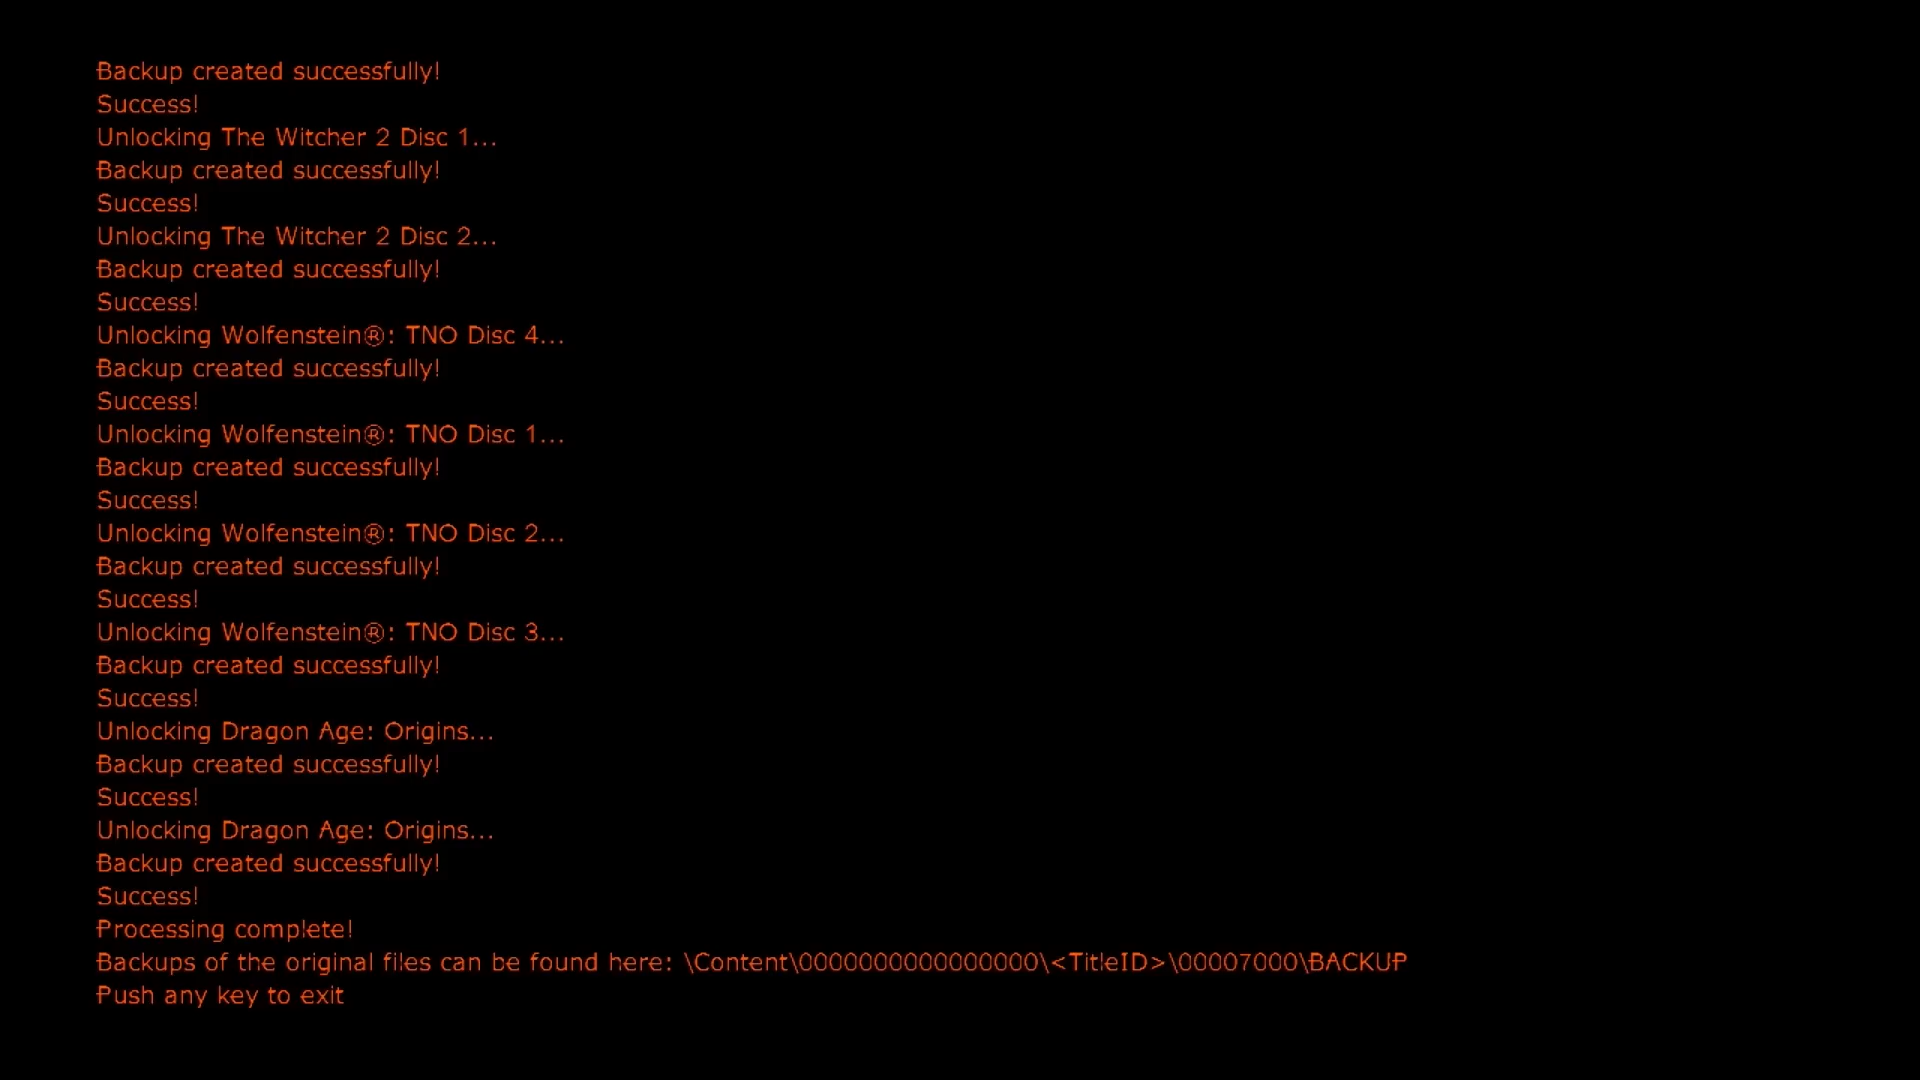 Backup created successfully!
Success!
Unlocking The Witcher 2 Disc 1...
Backup created successfully!
Success!
Unlocking The Witcher 2 Disc 2...
Backup created successfully!
Success!
Unlocking Wolfenstein®: TNO Disc 4...
Backup created successfully!
Success!
Unlocking Wolfenstein®: TNO Disc 1...
Backup created successfully!
Success!
Unlocking Wolfenstein®: TNO Disc 2...
Backup created successfully!
Success!
Unlocking Wolfenstein®: TNO Disc 3...
Backup created successfully!
Success!
Unlocking Dragon Age: Origins...
Backup created successfully!
Success!
Unlocking Dragon Age: Origins...
Backup created successfully!
Success!
Processing complete!
Backups of the original files can be found here: \Content\0000000000000000\<TitleID>\00007000\BACKUP
Push any key to exit